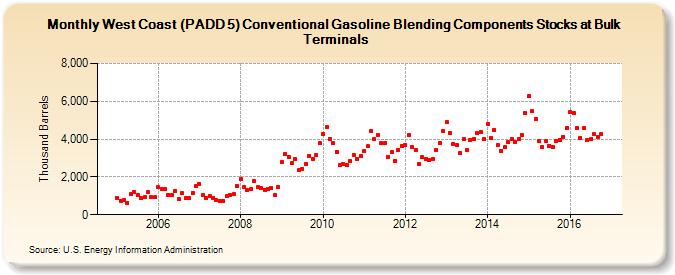 Monthly West Coast (PADD 5) Conventional Gasoline Blending Components Stocks at Bulk
Terminals
Thousand Barrels
8,000
6,000
4,000
2,000
0
2006 2008 2010 2012 2014 2016
Source: U.S. Energy Information Administration